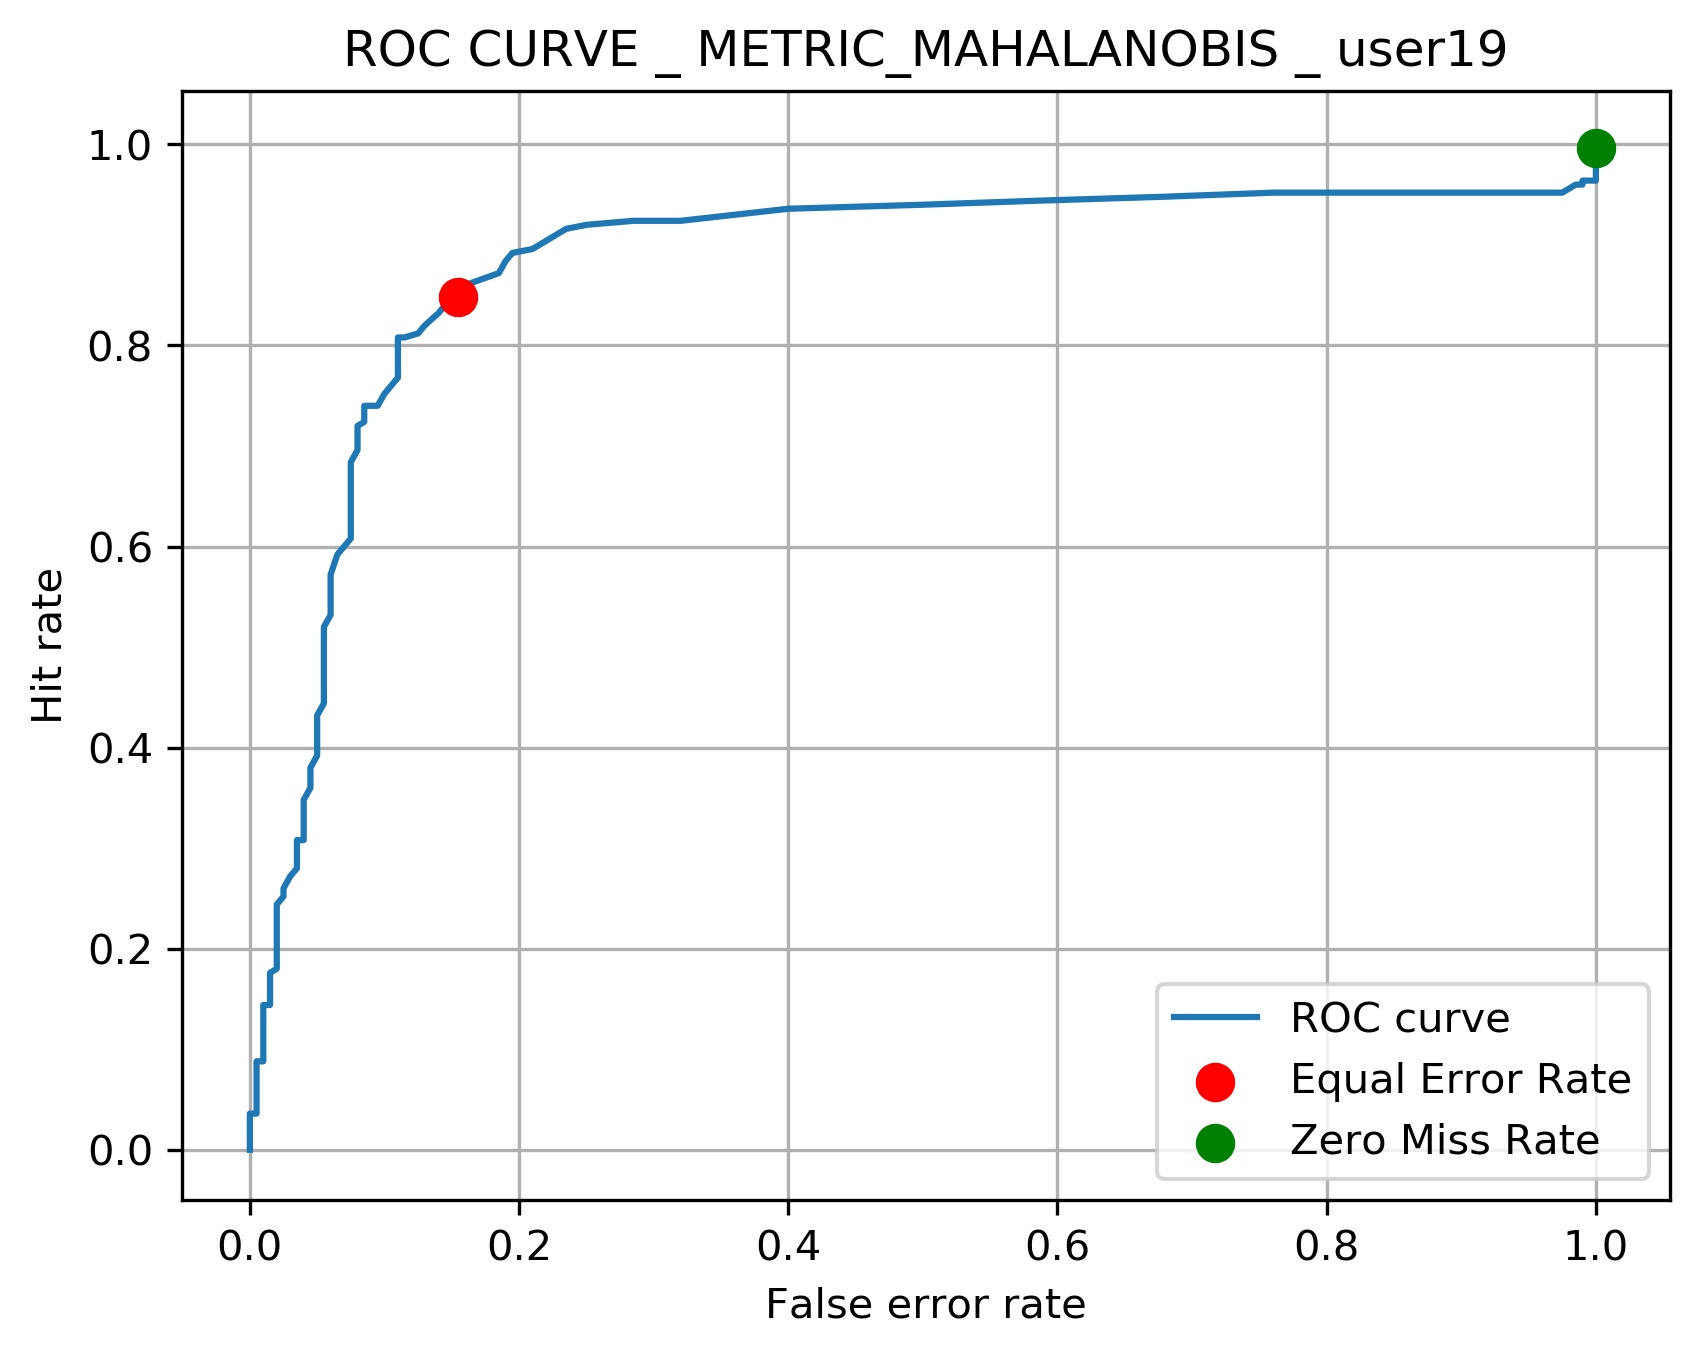 ROC CURVE _ METRIC_MAHALANOBIS _ user19
1.0
0.8
0.6
0.4
0.2
0.0
Hit rate
ROC curve
Equal Error Rate
Zero Miss Rate
0.0 0.2 0.4 0.6 0.8 1.0
False error rate